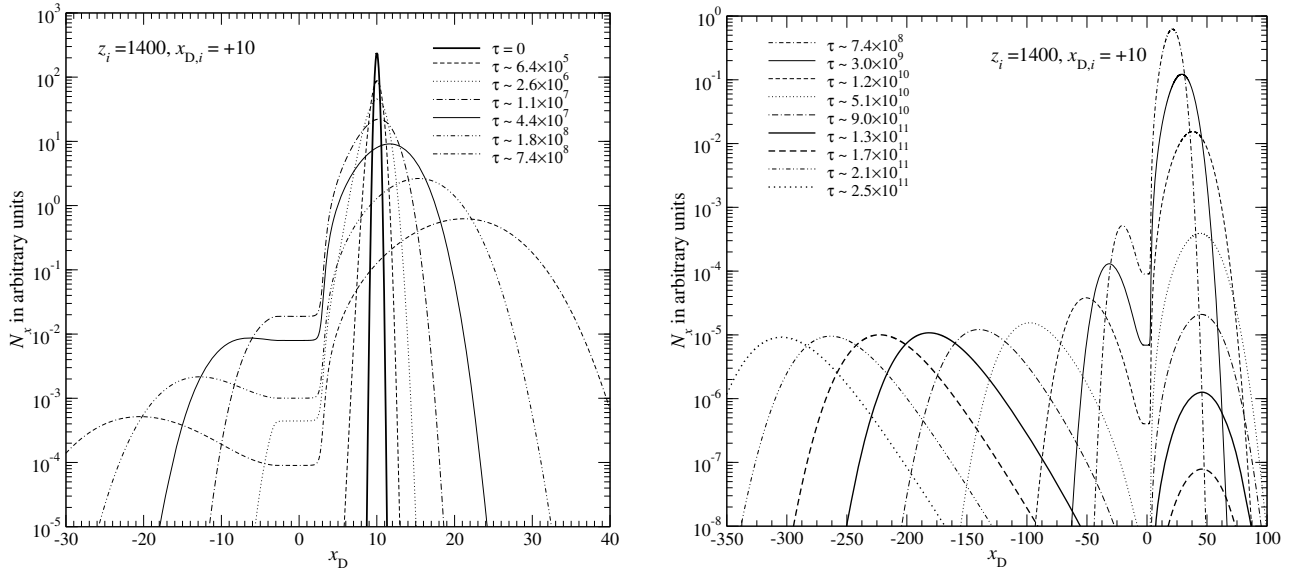 z_i =1400, x_{D,i} = +10
τ = 0
τ ~ 6.4×10^5
τ ~ 2.6×10^6
τ ~ 1.1×10^7
τ ~ 4.4×10^7
τ ~ 1.8×10^8
τ ~ 7.4×10^8
N_x in arbitrary units
10^3
10^2
10^1
10^0
10^-1
10^-2
10^-3
10^-4
10^-5
-30 -20 -10 0 10 20 30 40
x_D
τ ~ 7.4×10^8
τ ~ 3.0×10^9
τ ~ 1.2×10^10
τ ~ 5.1×10^10
τ ~ 9.0×10^10
τ ~ 1.3×10^11
τ ~ 1.7×10^11
τ ~ 2.1×10^11
τ ~ 2.5×10^11
z_i =1400, x_{D,i} = +10
N_x in arbitrary units
10^0
10^-1
10^-2
10^-3
10^-4
10^-5
10^-6
10^-7
10^-8
-350 -300 -250 -200 -150 -100 -50 0 50 100
x_D